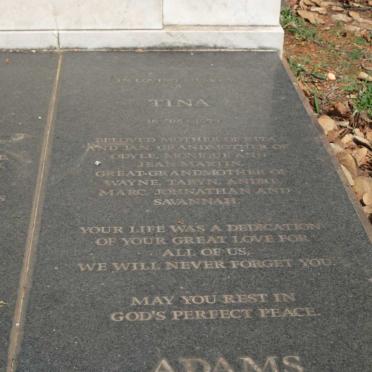 IN LOVING
TINA
BELOVED MOTHER OF RITA
AND IAN, GRANDMOTHER OF
ODYLE, MONIQUE AND
JEAN MARTIN,
GREAT-GRANDMOTHER OF
WAYNE, TARYN, ANDRE,
MARC, JOHNATHAN AND
SAVANNAH.
YOUR LIFE WAS A DEDICATION
OF YOUR GREAT LOVE FOR
ALL OF US,
WE WILL NEVER FORGET YOU.
MAY YOU REST IN
GOD'S PERFECT PEACE.
ADAMS